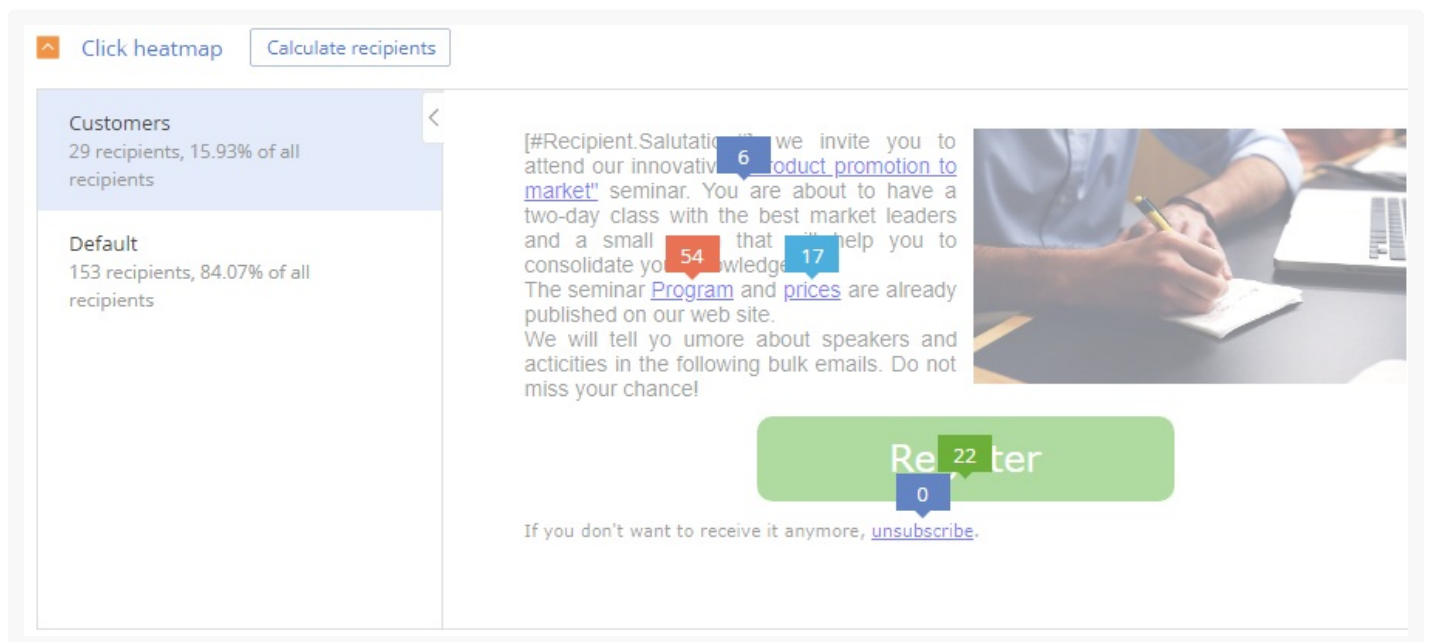 Click heatmap
Calculate recipients
Customers
29 recipients, 15.93% of all
recipients
Default
153 recipients, 84.07% of all
recipients
[#Recipient.Salutatio we invite you to
6
attend our innovativ roduct promotion to
market" seminar. You are about to have a
two-day class with the best market leaders
and a small that will help you to
54 17
consolidate yo wledge
The seminar Program and prices are already
published on our web site.
We will tell yo umore about speakers and
acticities in the following bulk emails. Do not
miss your chance!
Re ter
22
0
If you don't want to receive it anymore, unsubscribe.